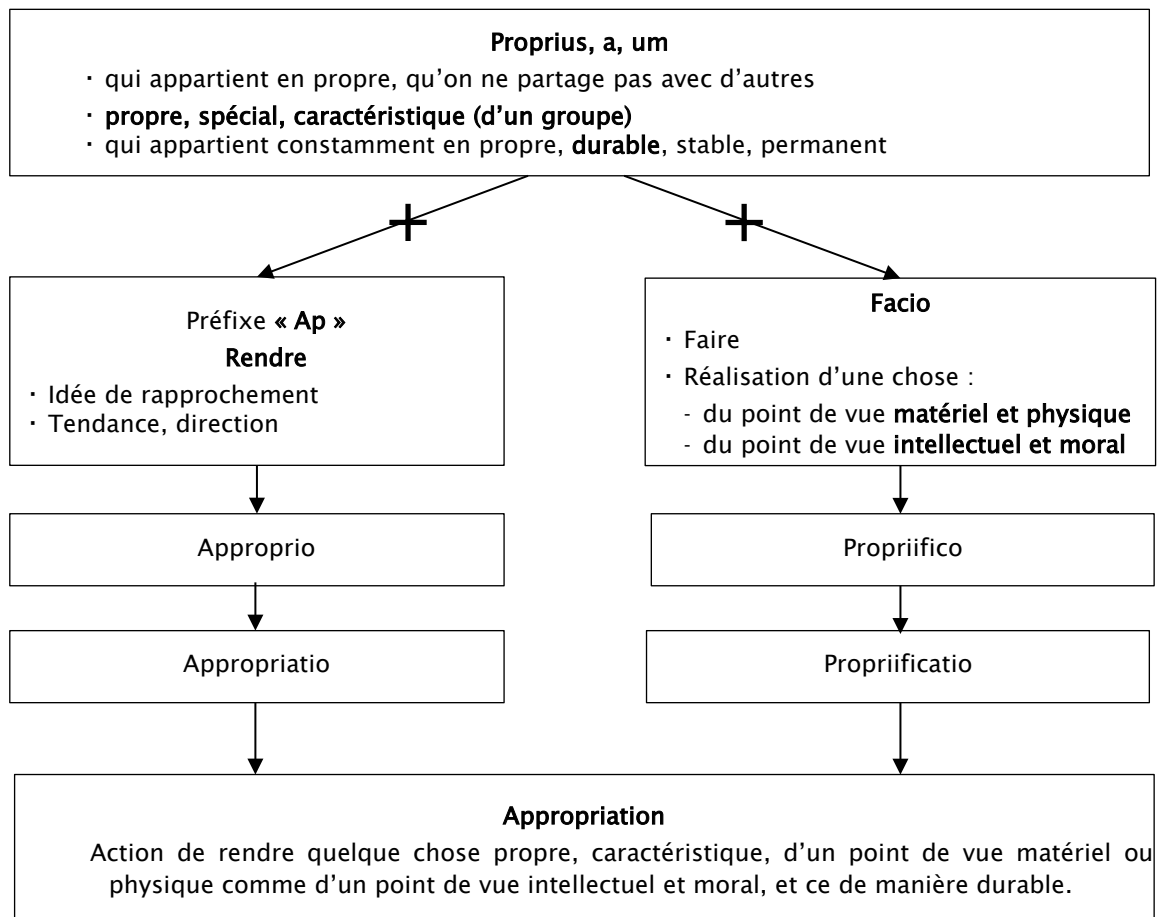 Proprius, a, um
· qui appartient en propre, qu’on ne partage pas avec d’autres
· propre, spécial, caractéristique (d’un groupe)
· qui appartient constamment en propre, durable, stable, permanent
Préfixe « Ap »
Rendre
· Idée de rapprochement
· Tendance, direction
Facio
· Faire
· Réalisation d’une chose :
- du point de vue matériel et physique
- du point de vue intellectuel et moral
Approprio
Propriifico
Appropriatio
Propriificatio
Appropriation
Action de rendre quelque chose propre, caractéristique, d’un point de vue matériel ou
physique comme d’un point de vue intellectuel et moral, et ce de manière durable.